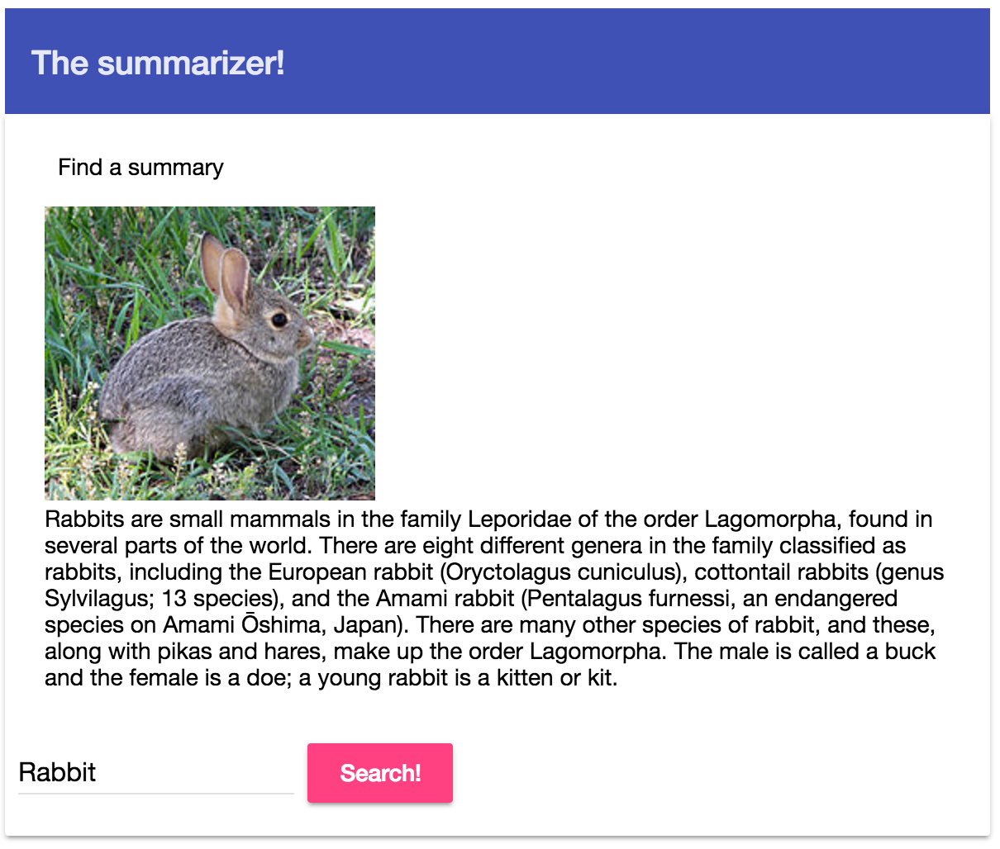 The summarizer!
Find a summary
Rabbits are small mammals in the family Leporidae of the order Lagomorpha, found in
several parts of the world. There are eight different genera in the family classified as
rabbits, including the European rabbit (Oryctolagus cuniculus), cottontail rabbits (genus
Sylvilagus; 13 species), and the Amami rabbit (Pentalagus furnessi, an endangered
species on Amami Ōshima, Japan). There are many other species of rabbit, and these,
along with pikas and hares, make up the order Lagomorpha. The male is called a buck
and the female is a doe; a young rabbit is a kitten or kit.
Rabbit
Search!